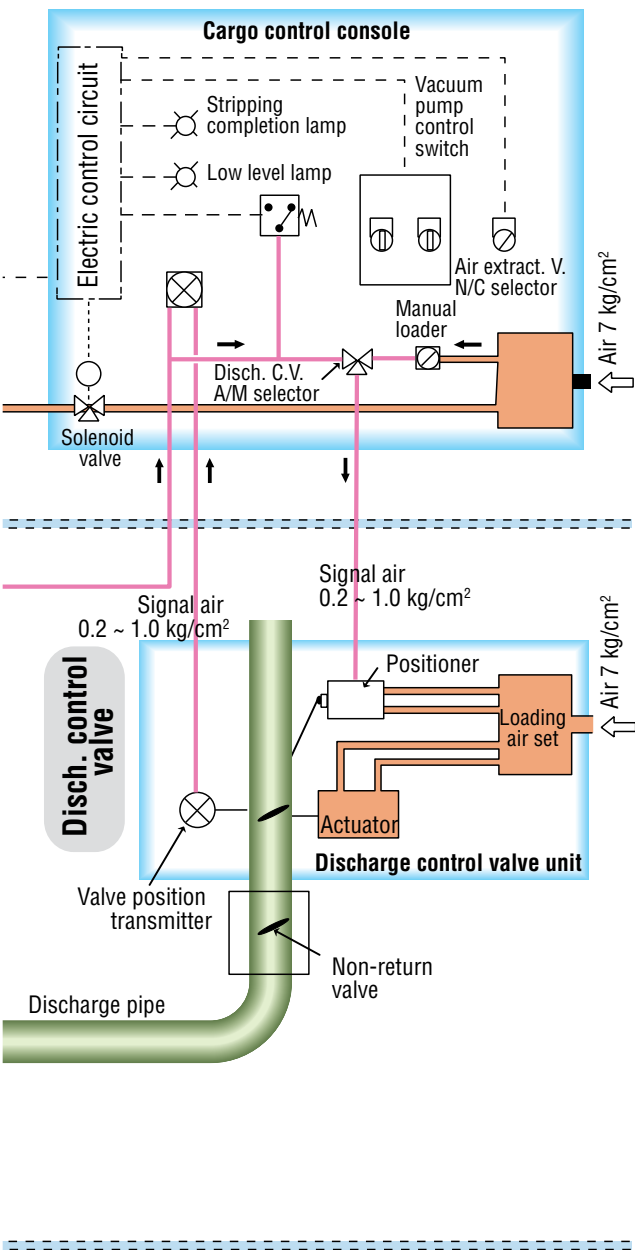 Cargo control console
Electric control circuit
Stripping
completion lamp
Low level lamp
Vacuum
pump
control
switch
Air extract. V.
N/C selector
Manual
loader
Air 7 kg/cm²
Disch. C.V.
A/M selector
Solenoid
valve
Signal air
0.2 ~ 1.0 kg/cm²
Signal air
0.2 ~ 1.0 kg/cm²
Disch. control
valve
Positioner
Loading
air set
Air 7 kg/cm²
Actuator
Discharge control valve unit
Valve position
transmitter
Non-return
valve
Discharge pipe